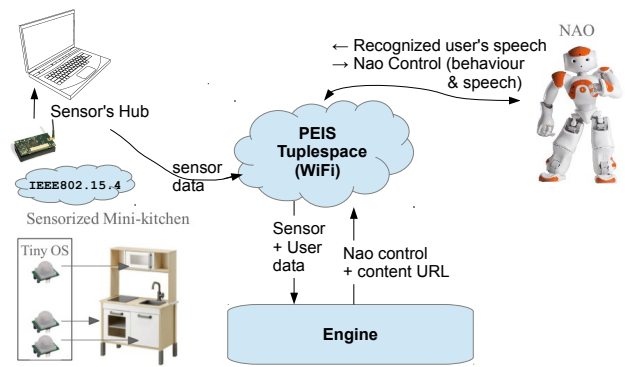 NAO
← Recognized user's speech
→ Nao Control (behaviour
& speech)
Sensor's Hub
PEIS
Tuplespace
(WiFi)
sensor
data
IEEE802.15.4
Sensorized Mini-kitchen
Tiny OS
Sensor
+ User
data
Nao control
+ content URL
Engine